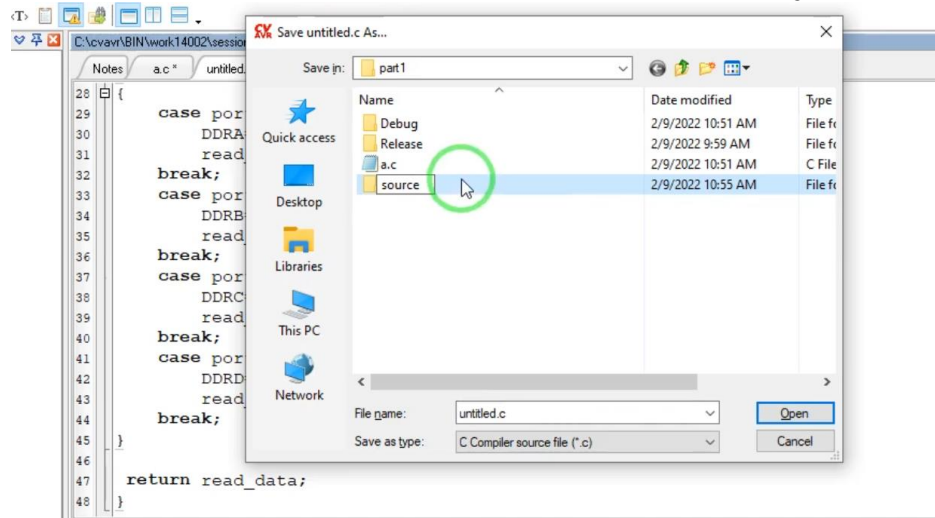 <T>
C:\cvavr\BIN\work14002\session
Notes
a.c *
untitled.
28 {
29 case por
30 DDRA
31 read
32 break;
33 case por
34 DDRB=
35 read
36 break;
37 case por
38 DDRC
39 read
40 break;
41 case por
42 DDRD
43 read
44 break;
45 }
46
47 return read_data;
48 }
Save untitled.c As...
Save in: part1
Quick access
Desktop
Libraries
This PC
Network
Name Date modified Type
Debug 2/9/2022 10:51 AM File fo
Release 2/9/2022 9:59 AM File fo
a.c 2/9/2022 10:51 AM C File
source 2/9/2022 10:55 AM File fo
File name: untitled.c Open
Save as type: C Compiler source file (*.c) Cancel